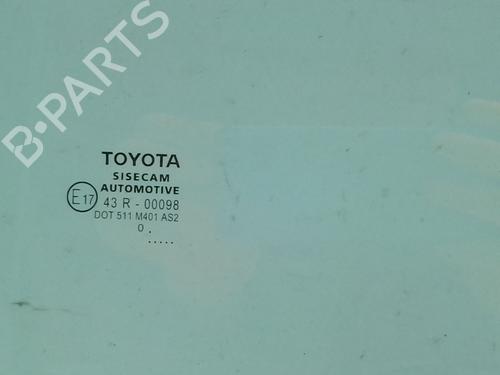 B-PARTS
TOYOTA
SISECAM
AUTOMOTIVE
E17 43 R - 00098
DOT 511 M401 AS2
0 .
.....